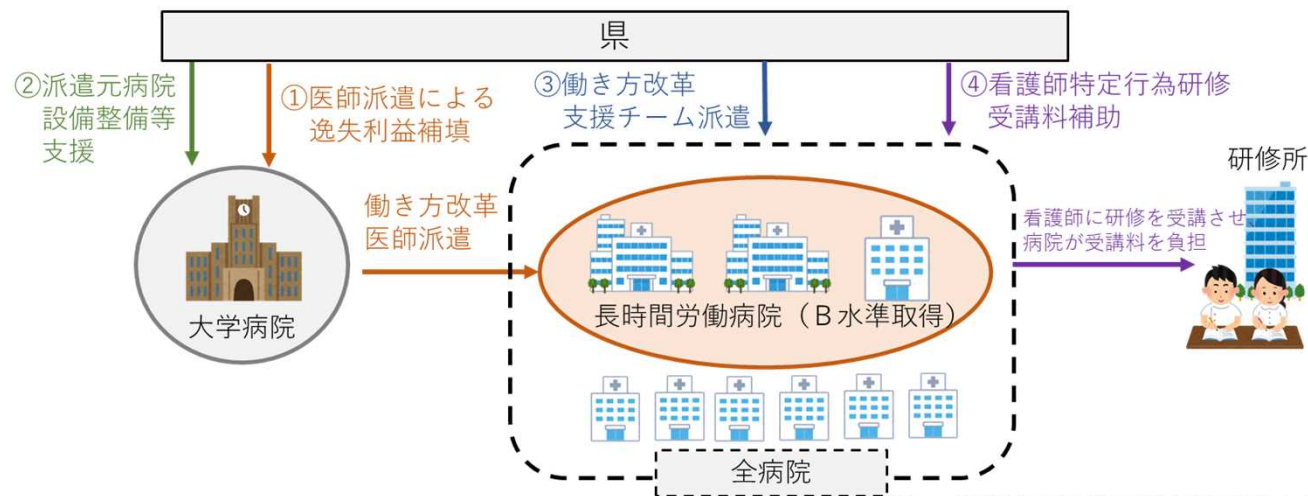 県
②派遣元病院
設備整備等
支援
①医師派遣による
逸失利益補填
③働き方改革
支援チーム派遣
④看護師特定行為研修
受講料補助
研修所
働き方改革
医師派遣
看護師に研修を受講させ
病院が受講料を負担
大学病院
長時間労働病院（Ｂ水準取得）
全病院